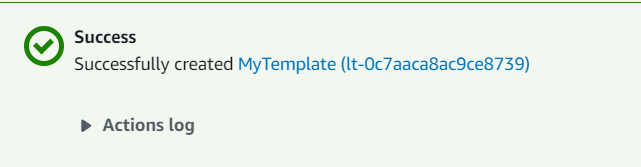 Success
Successfully created MyTemplate (lt-0c7aaca8ac9ce8739)
Actions log